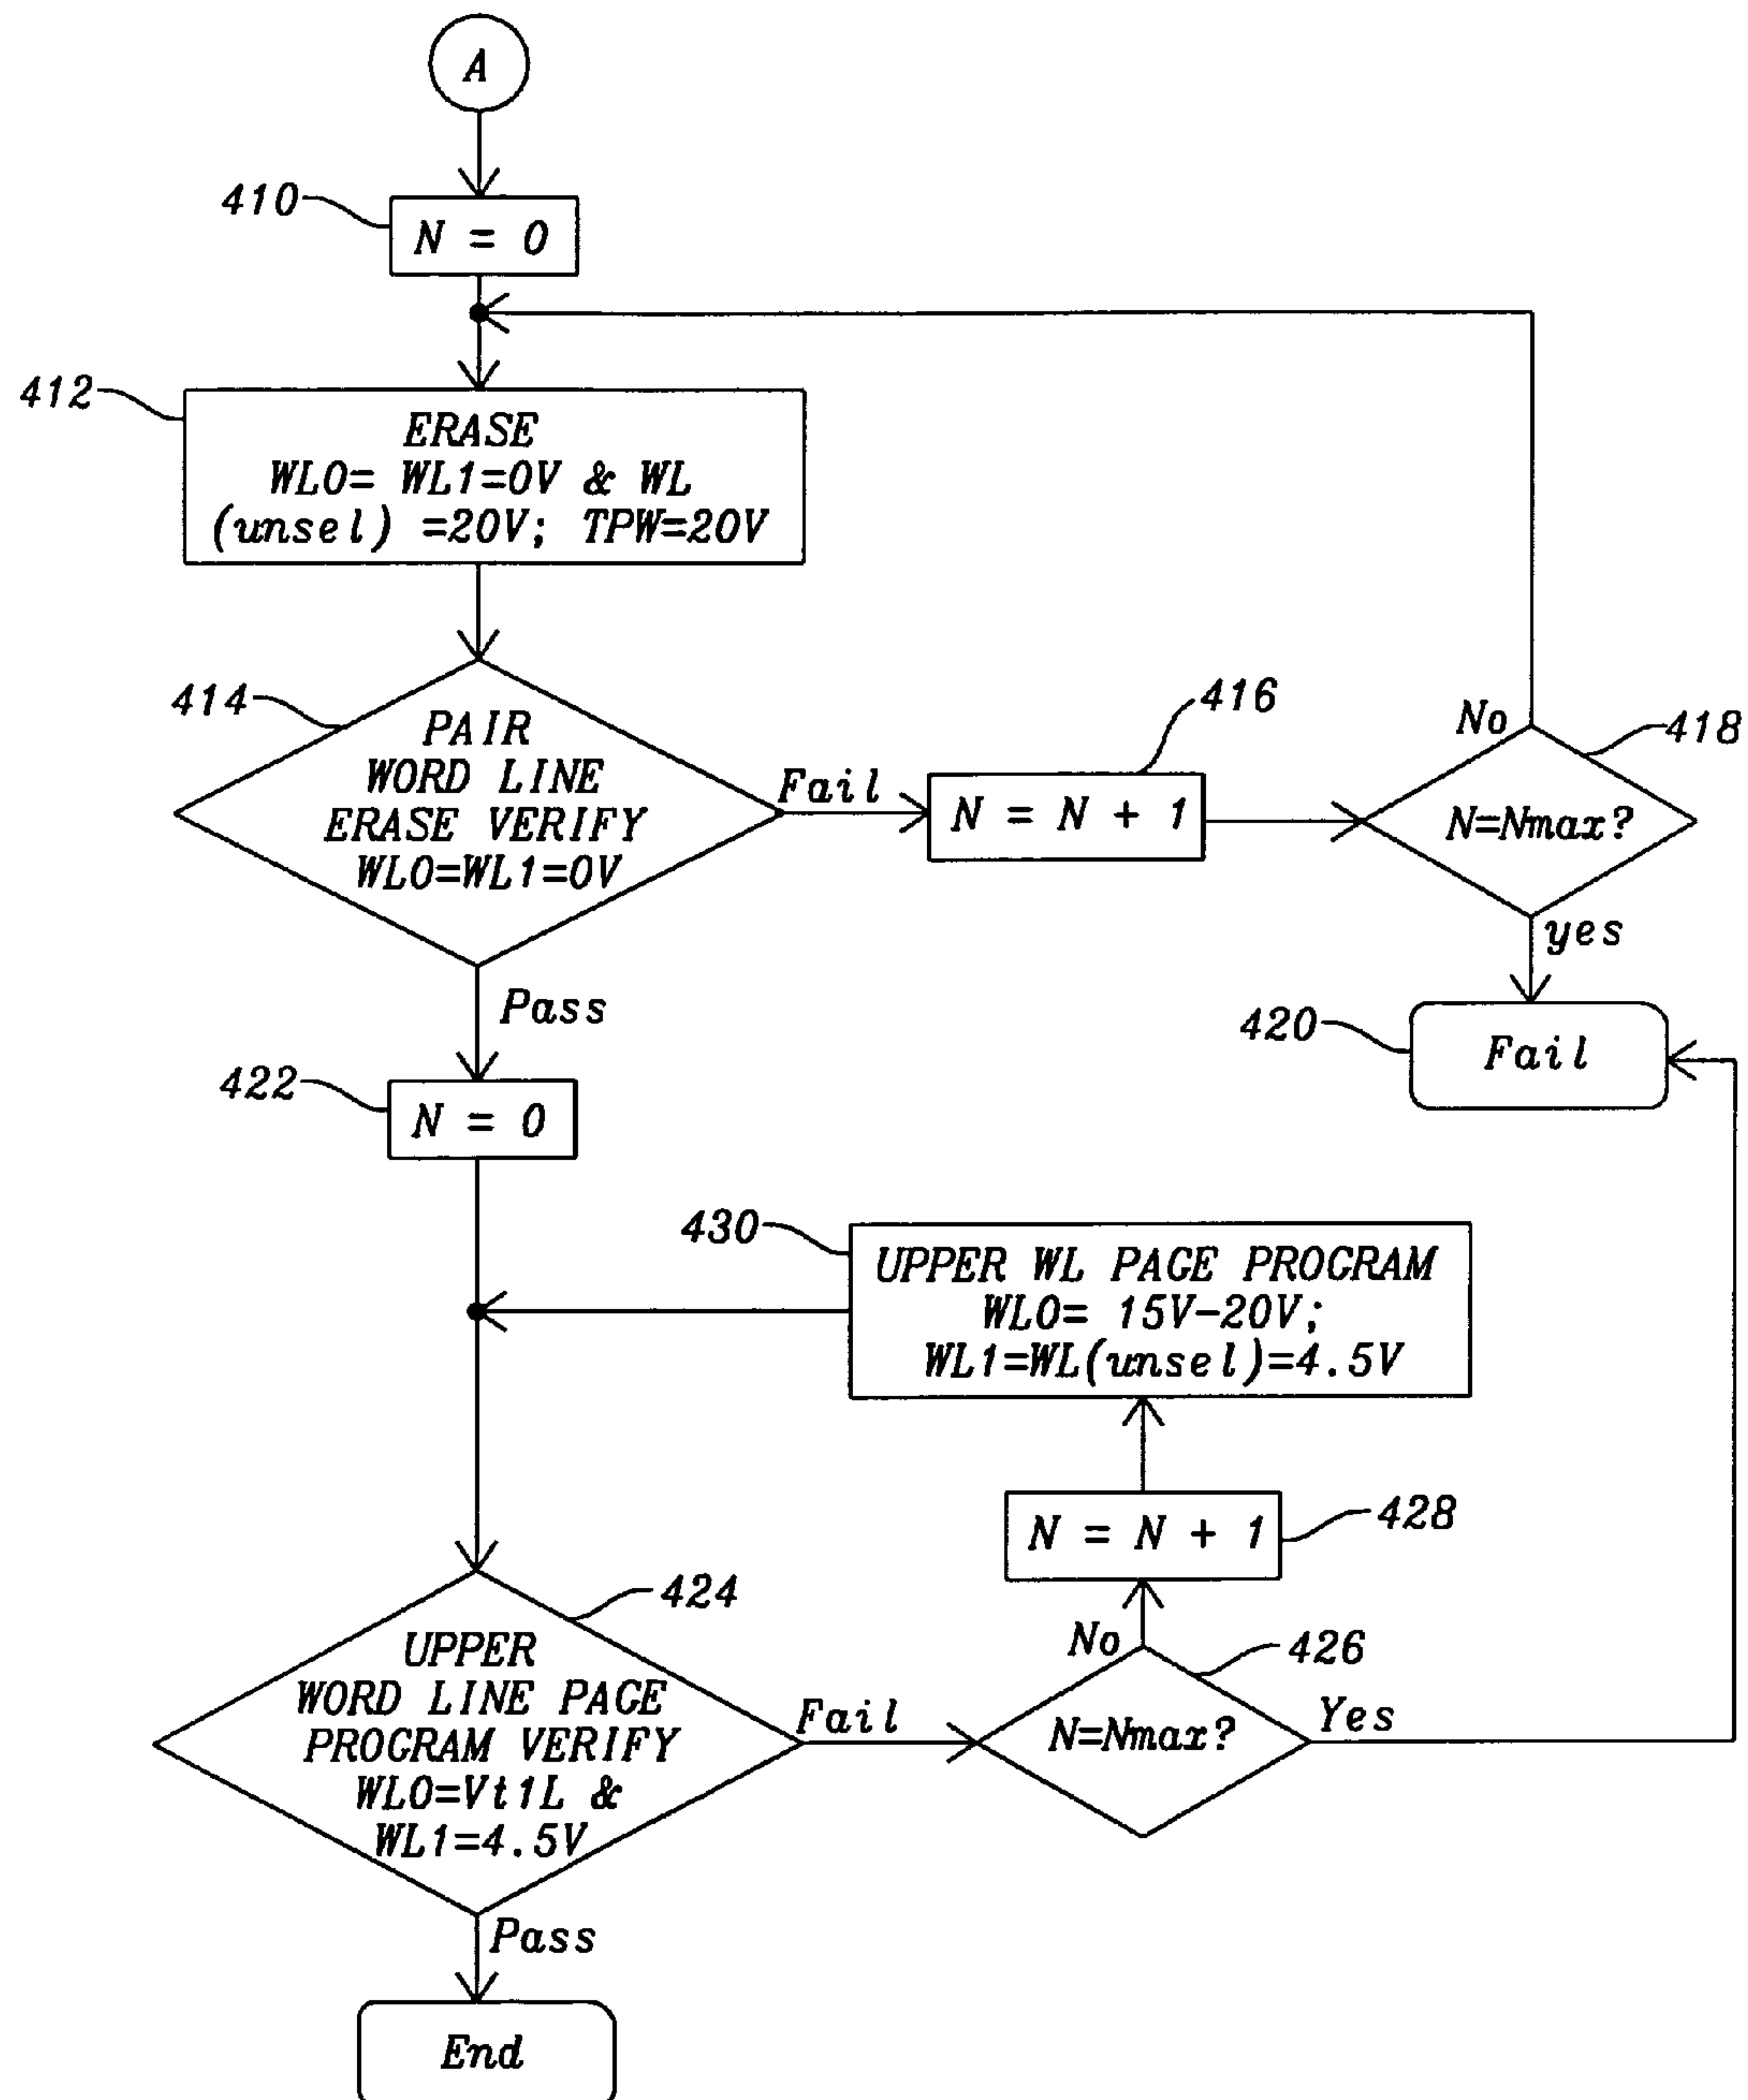 A
410
N = 0
412
ERASE
WL0= WL1=0V & WL
(unsel) =20V; TPW=20V
414
PAIR
WORD LINE
ERASE VERIFY
WL0=WL1=0V
Fail
416
N = N + 1
No
418
N=Nmax?
yes
420
Fail
Pass
422
N = 0
430
UPPER WL PAGE PROGRAM
WL0= 15V-20V;
WL1=WL(unsel)=4.5V
428
N = N + 1
424
UPPER
WORD LINE PAGE
PROGRAM VERIFY
WL0=Vt1L &
WL1=4.5V
Fail
No
426
N=Nmax?
Yes
Pass
End